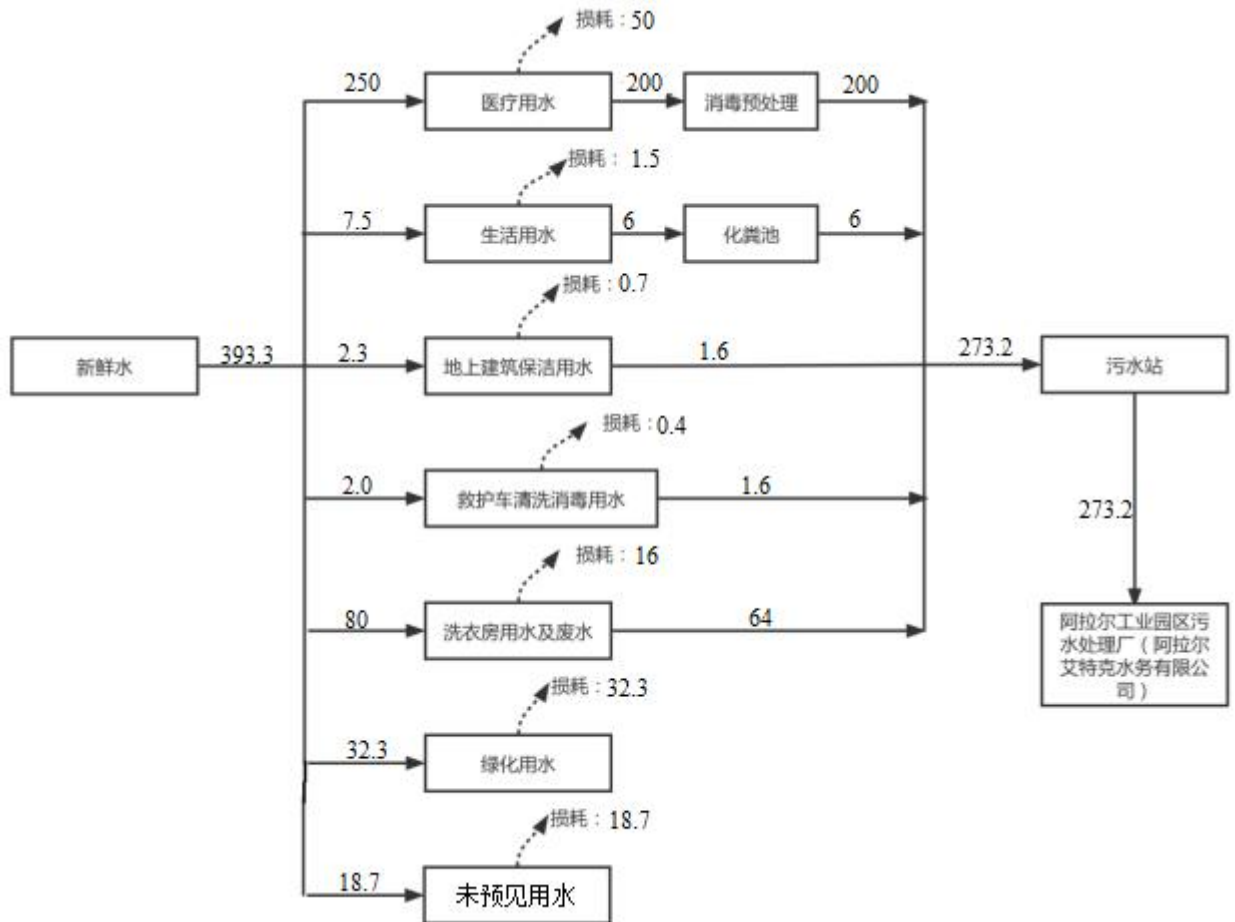 损耗：50
250
医疗用水
200
消毒预处理
200
损耗：1.5
7.5
生活用水
6
化粪池
6
损耗：0.7
新鲜水
393.3
2.3
地上建筑保洁用水
1.6
273.2
污水站
损耗：0.4
2.0
救护车清洗消毒用水
1.6
273.2
损耗：16
80
洗衣房用水及废水
64
阿拉尔工业园区污
水处理厂（阿拉尔
艾特克水务有限公
司）
损耗：32.3
32.3
绿化用水
损耗：18.7
18.7
未预见用水